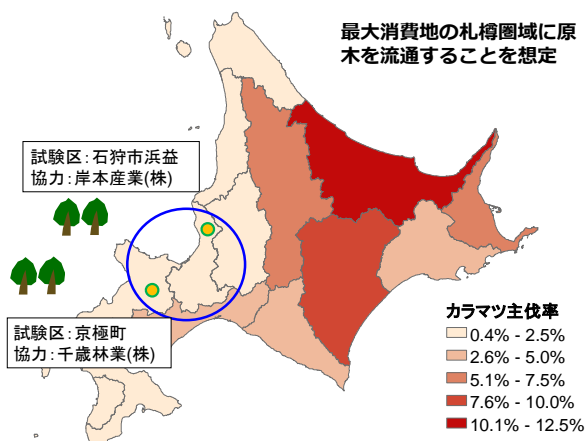 最大消費地の札樽圏域に原
木を流通することを想定
試験区:石狩市浜益
協力:岸本産業(株)
試験区:京極町
協力:千歳林業(株)
カラマツ主伐率
0.4% - 2.5%
2.6% - 5.0%
5.1% - 7.5%
7.6% - 10.0%
10.1% - 12.5%